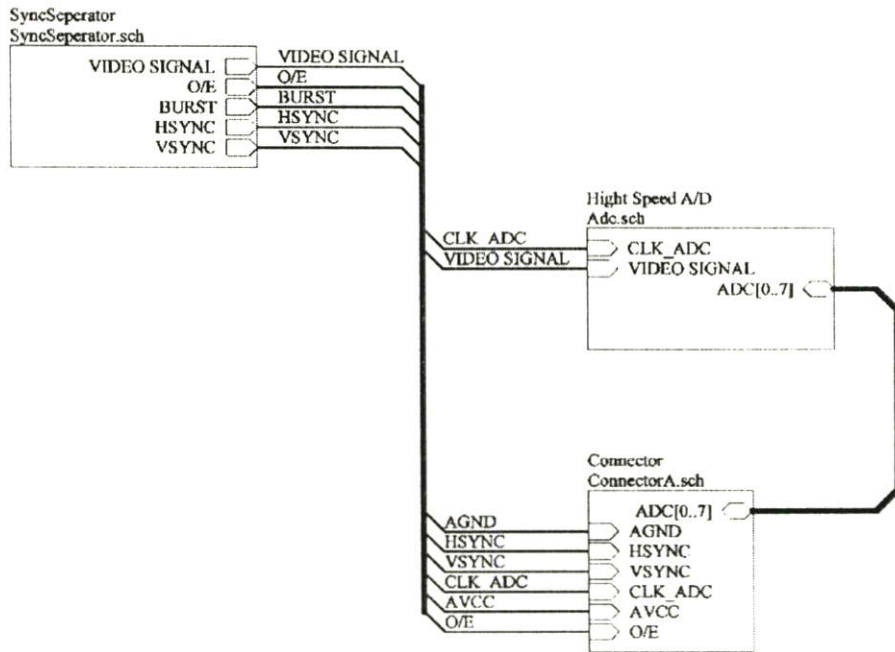 SyncSeperator
SyncSeperator.sch
VIDEO SIGNAL
O/E
BURST
HSYNC
VSYNC
VIDEO SIGNAL
O/E
BURST
HSYNC
VSYNC
Hight Speed A/D
Adc.sch
CLK_ADC
VIDEO SIGNAL
CLK_ADC
VIDEO SIGNAL
ADC[0..7]
Connector
ConnectorA.sch
ADC[0..7]
AGND
HSYNC
VSYNC
CLK_ADC
AVCC
O/E
AGND
HSYNC
VSYNC
CLK_ADC
AVCC
O/E